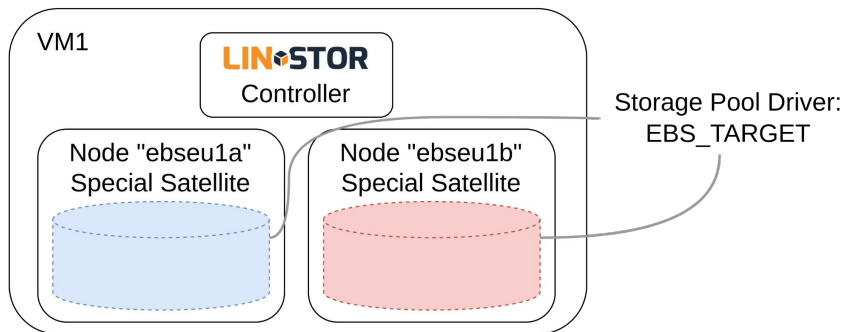 VM1
LINSTOR
Controller
Node "ebseu1a"
Special Satellite
Node "ebseu1b"
Special Satellite
Storage Pool Driver:
EBS_TARGET